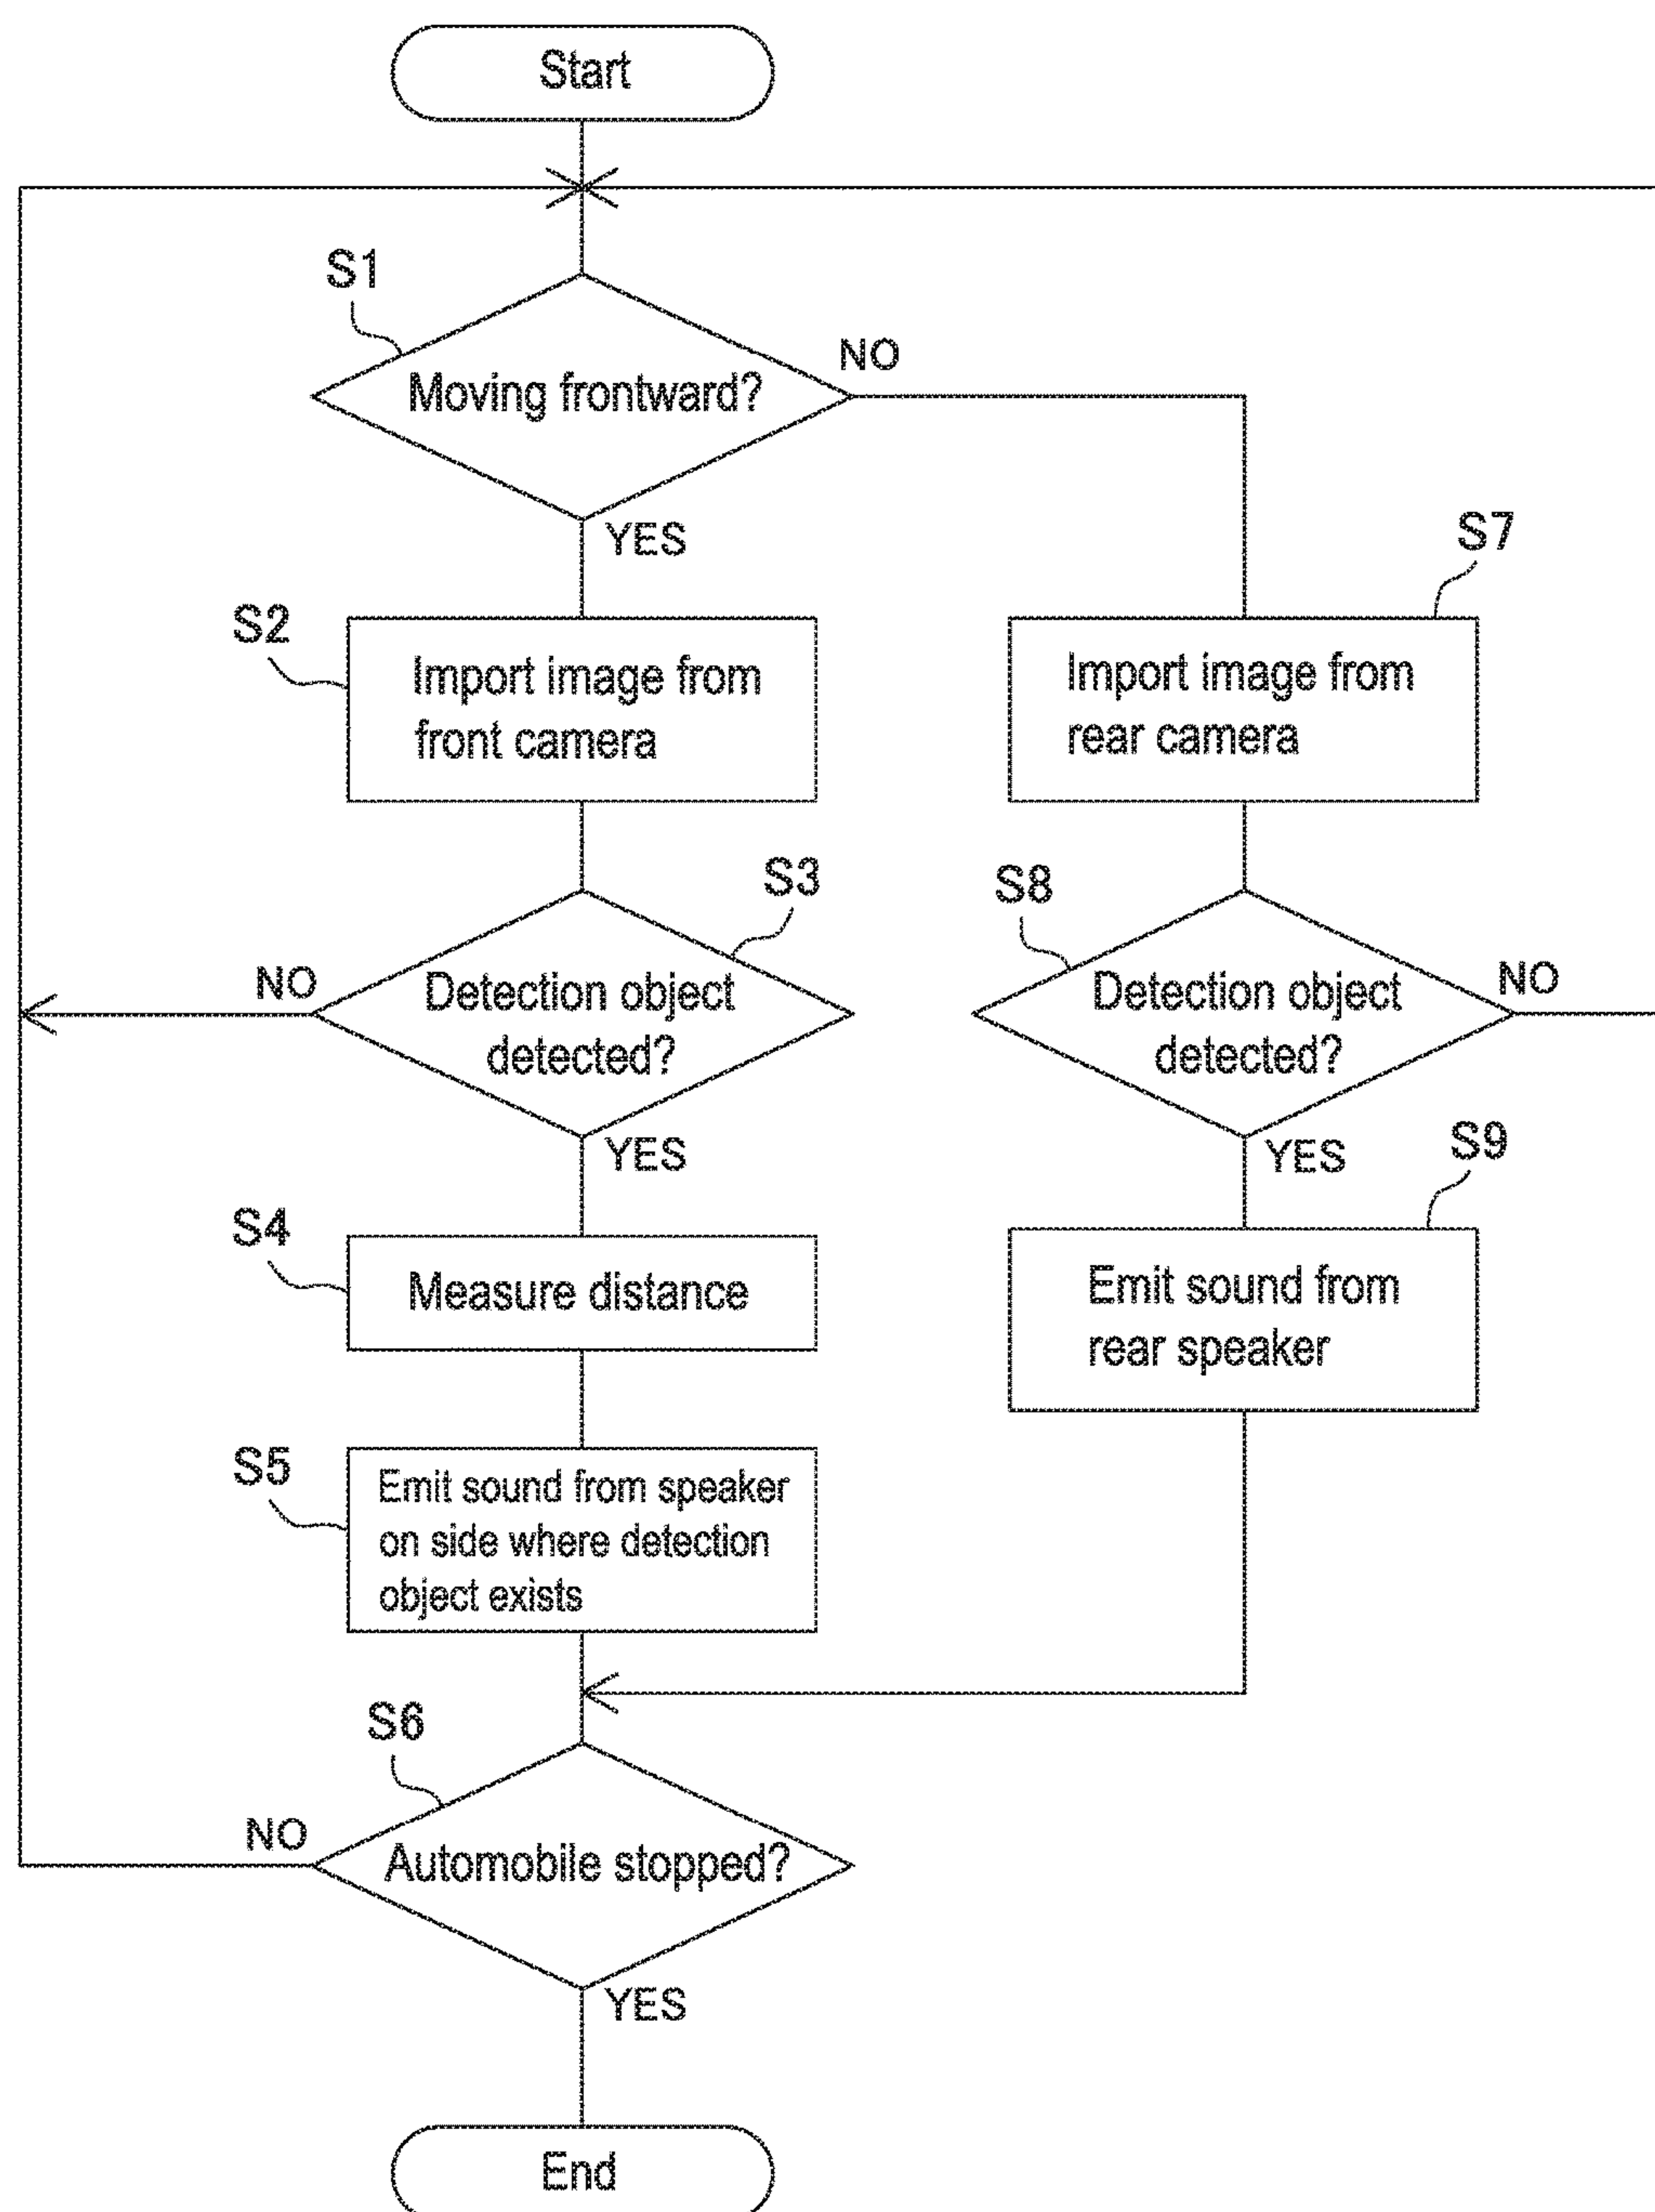 Start
S1
Moving frontward?
NO
YES
S2
Import image from
front camera
S7
Import image from
rear camera
S3
NO
Detection object
detected?
YES
S8
Detection object
detected?
NO
YES
S4
Measure distance
S9
Emit sound from
rear speaker
S5
Emit sound from speaker
on side where detection
object exists
S6
NO
Automobile stopped?
YES
End